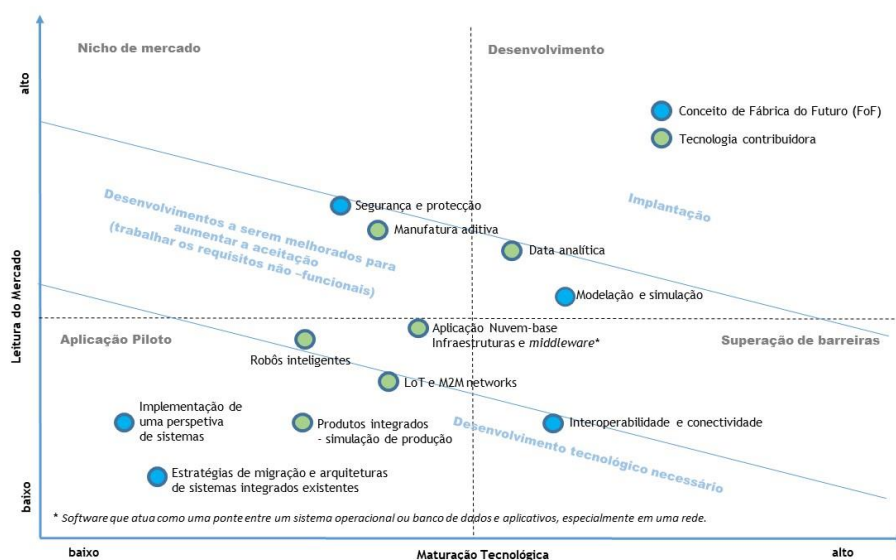 Nicho de mercado
Desenvolvimento
alto
Conceito de Fábrica do Futuro (FoF)
Tecnologia contribuidora
Desenvolvimentos a serem melhorados para
aumentar a aceitação
(trabalhar os requisitos não –funcionais)
Segurança e protecção
Implantação
Manufatura aditiva
Data analítica
Modelação e simulação
Leitura do Mercado
Aplicação Piloto
Aplicação Nuvem-base
Infraestruturas e middleware*
Superação de barreiras
Robôs inteligentes
LoT e M2M networks
Implementação de
uma perspetiva
de sistemas
Produtos integrados
- simulação de produção
Interoperabilidade e conectividade
Desenvolvimento tecnológico necessário
Estratégias de migração e arquiteturas
de sistemas integrados existentes
baixo
* Software que atua como uma ponte entre um sistema operacional ou banco de dados e aplicativos, especialmente em uma rede.
baixo
Maturação Tecnológica
alto